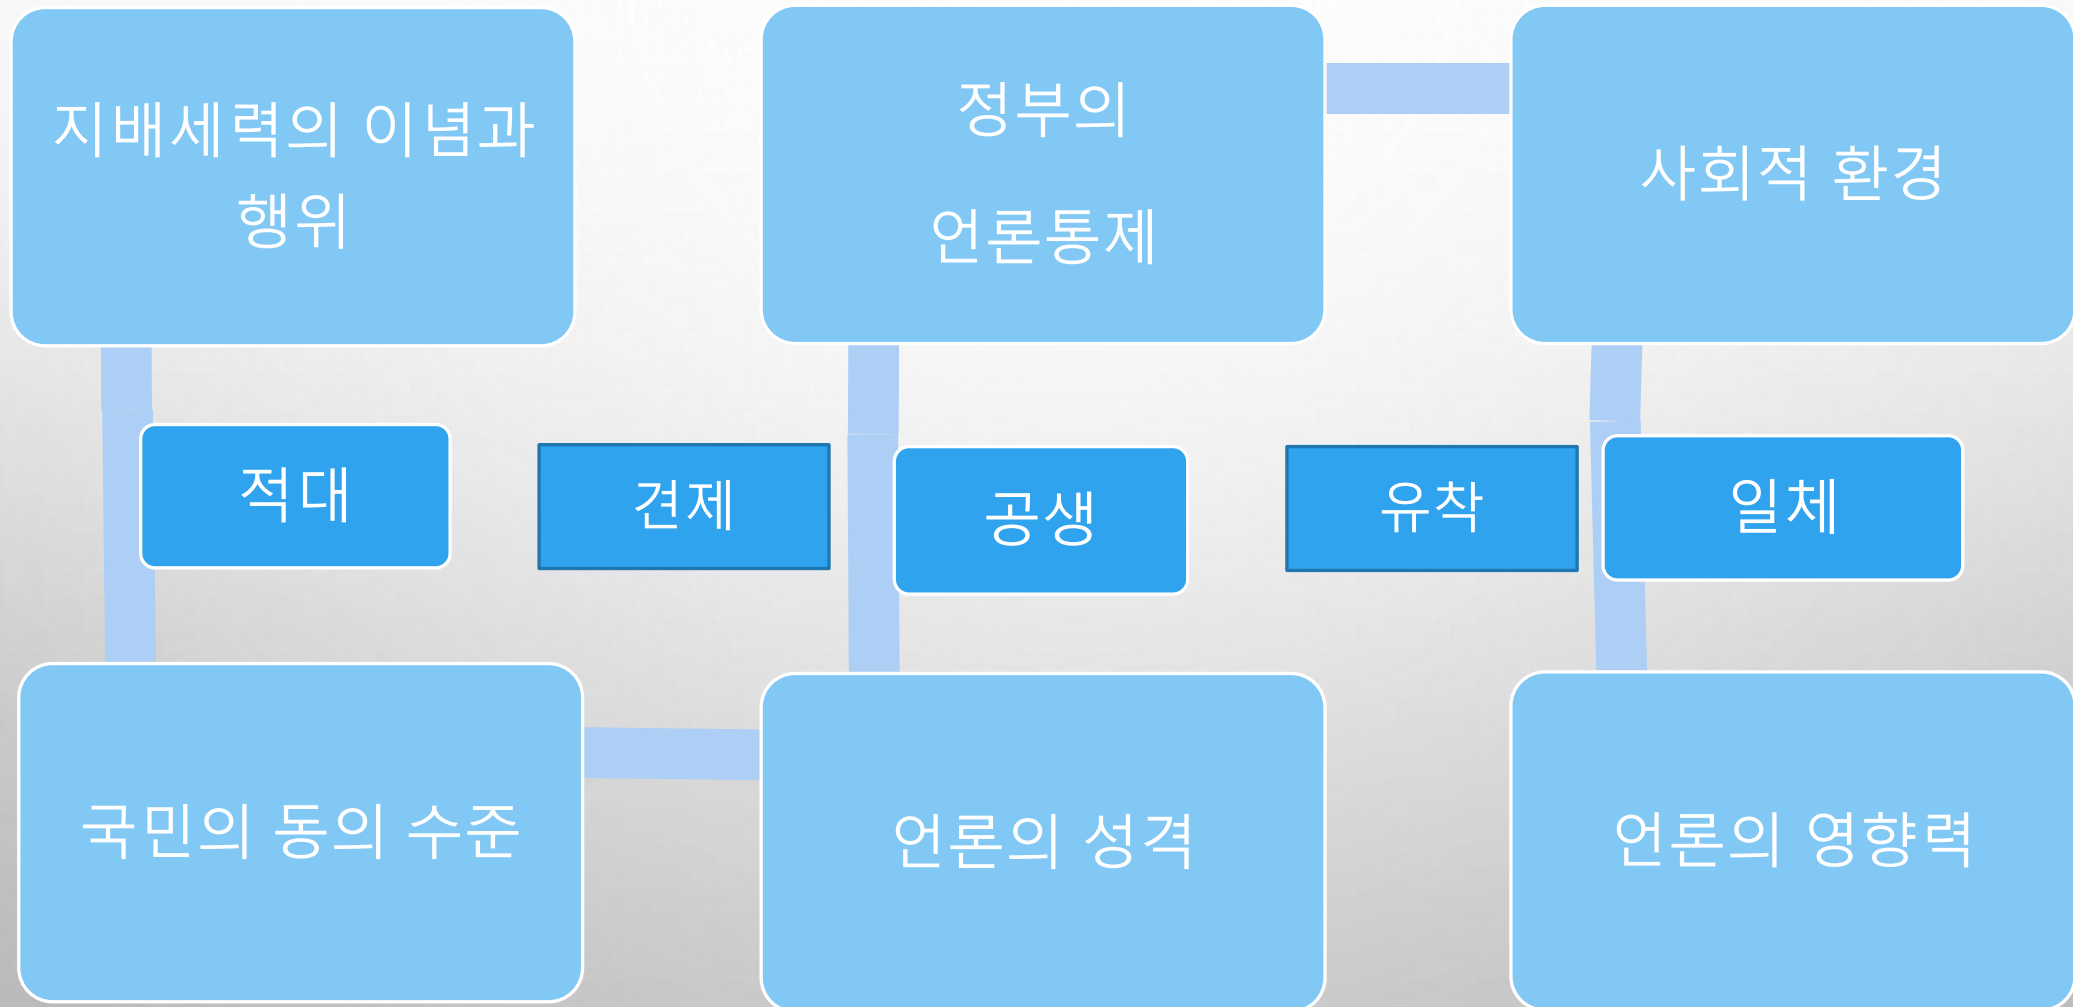 지배세력의 이념과
행위
정부의
언론통제
사회적 환경
적대
견제
공생
유착
일체
국민의 동의 수준
언론의 성격
언론의 영향력